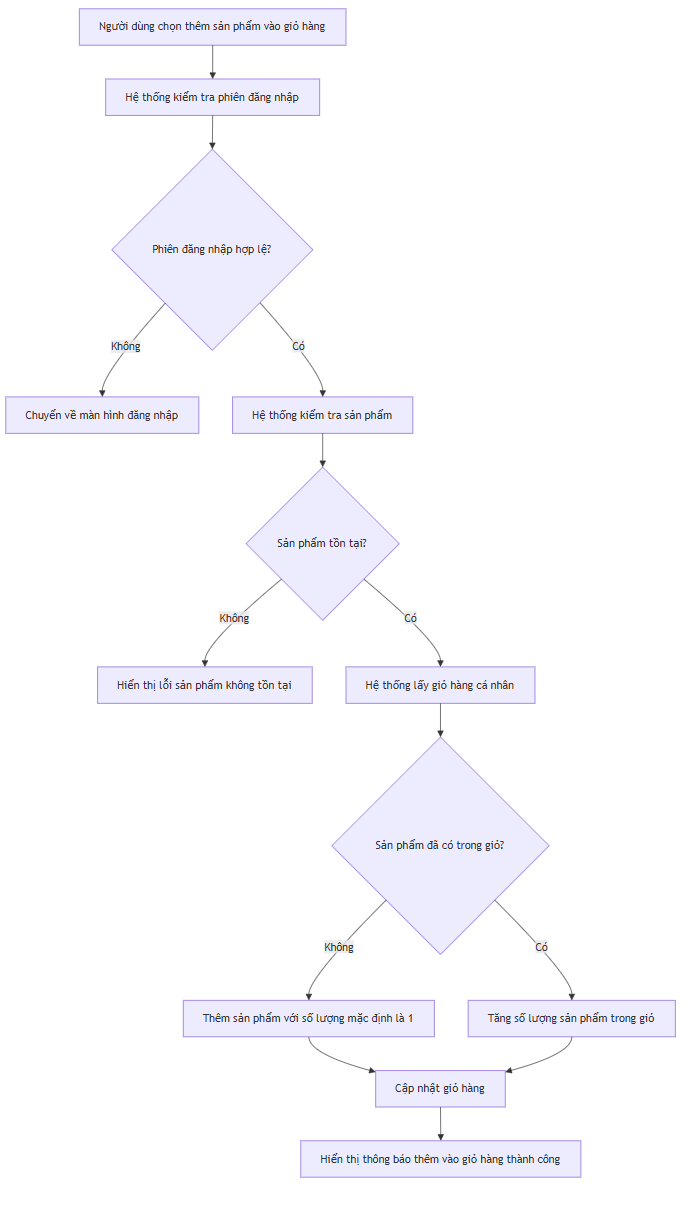 Người dùng chọn thêm sản phẩm vào giỏ hàng
Hệ thống kiểm tra phiên đăng nhập
Phiên đăng nhập hợp lệ?
Không
Có
Chuyển về màn hình đăng nhập
Hệ thống kiểm tra sản phẩm
Sản phẩm tồn tại?
Không
Có
Hiển thị lỗi sản phẩm không tồn tại
Hệ thống lấy giỏ hàng cá nhân
Sản phẩm đã có trong giỏ?
Không
Có
Thêm sản phẩm với số lượng mặc định là 1
Tăng số lượng sản phẩm trong giỏ
Cập nhật giỏ hàng
Hiển thị thông báo thêm vào giỏ hàng thành công